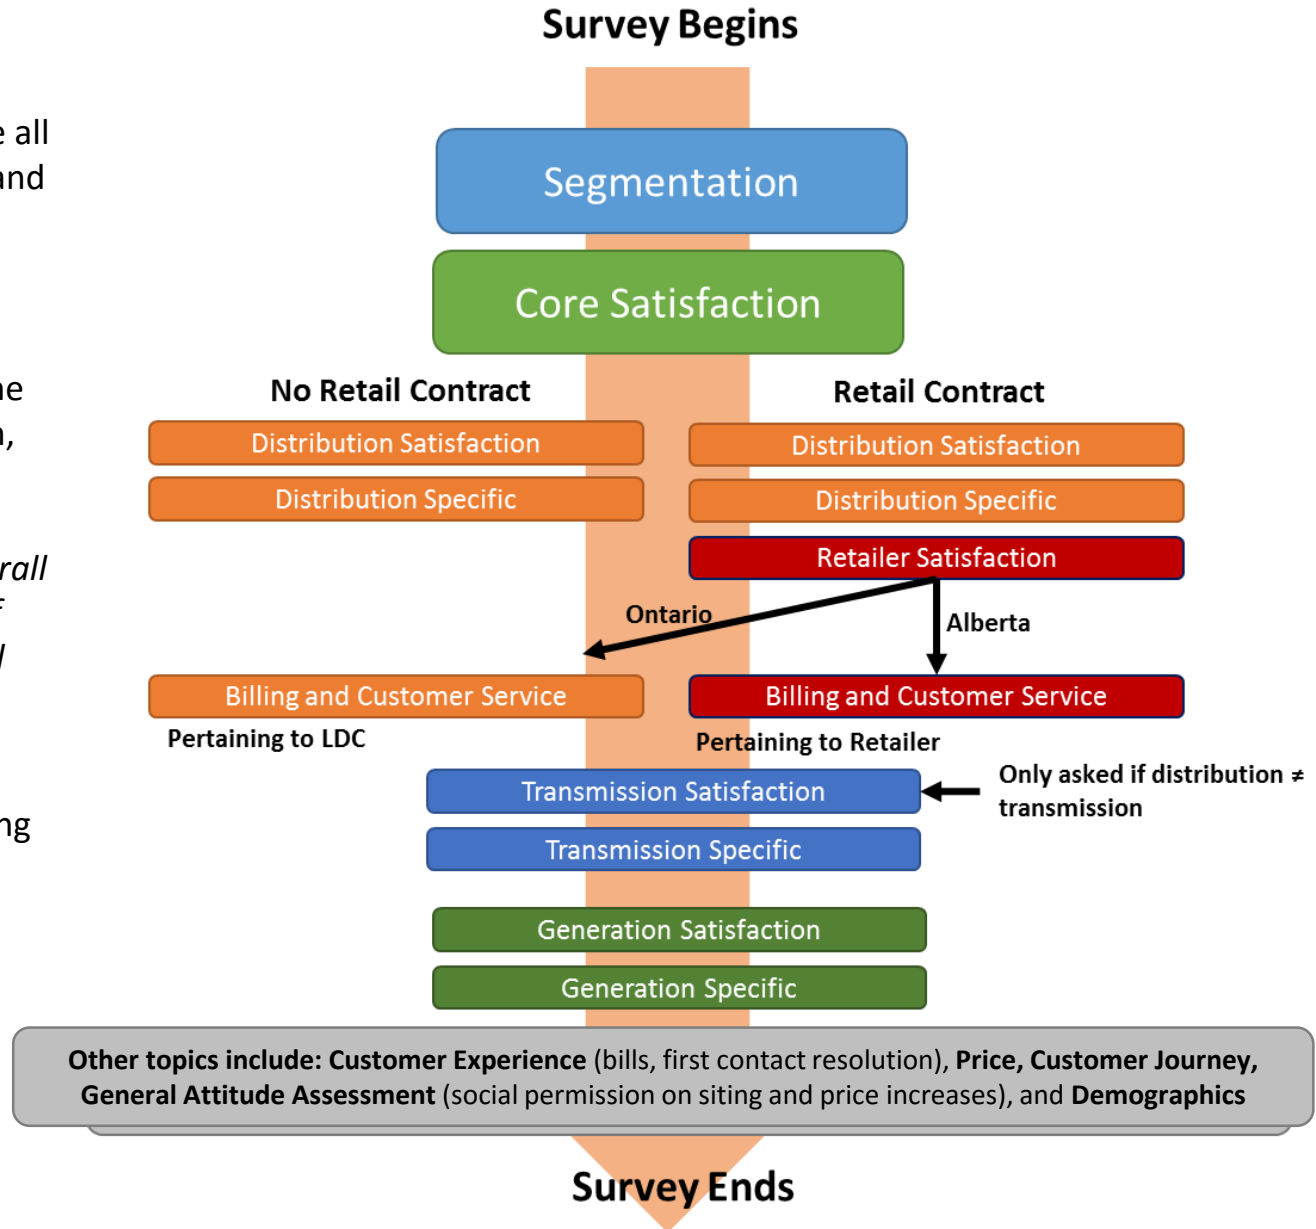 Survey Begins
e all
and
Segmentation
Core Satisfaction
ne
n,
No Retail Contract
Retail Contract
Distribution Satisfaction
Distribution Satisfaction
Distribution Specific
Distribution Specific
Retailer Satisfaction
rall
f
l
Ontario
Alberta
Billing and Customer Service
Billing and Customer Service
Pertaining to LDC
Pertaining to Retailer
Transmission Satisfaction
Only asked if distribution ≠
transmission
ng
Transmission Specific
Generation Satisfaction
Generation Specific
Other topics include: Customer Experience (bills, first contact resolution), Price, Customer Journey,
General Attitude Assessment (social permission on siting and price increases), and Demographics
Survey Ends